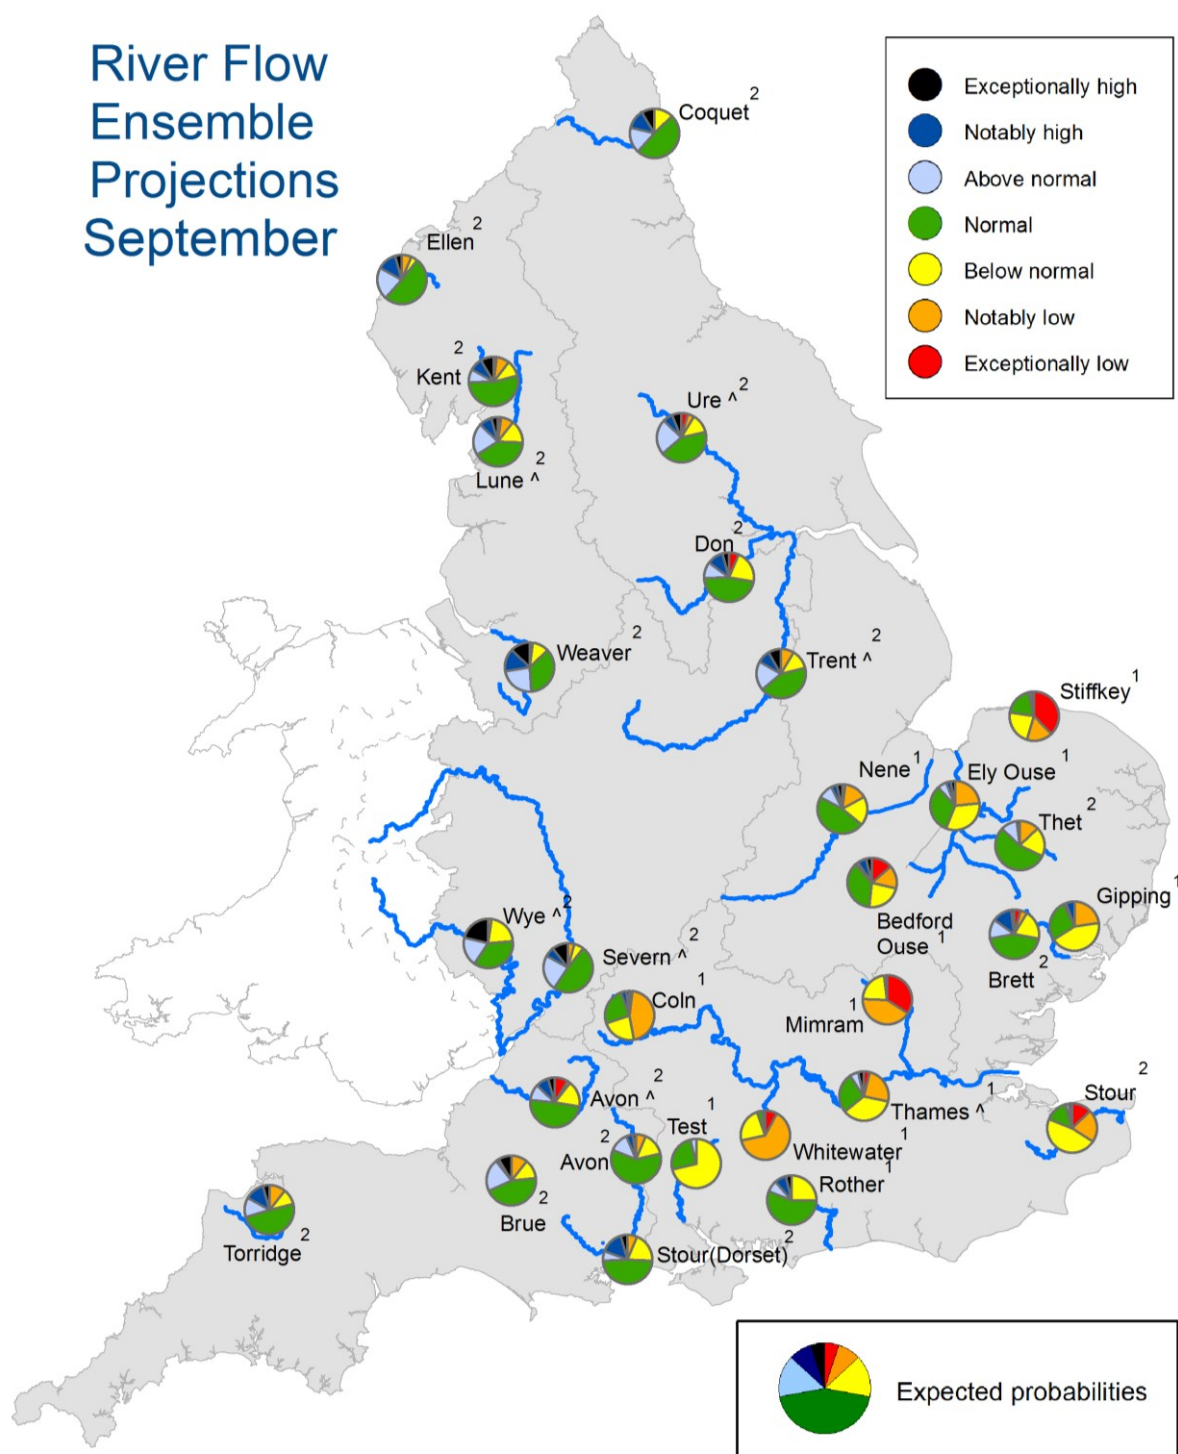 River Flow
Ensemble
Projections
September
Exceptionally high
Notably high
Above normal
Normal
Below normal
Notably low
Exceptionally low
Coquet 2
Ellen 2
Kent 2
Ure ^ 2
Lune ^ 2
Don 2
Weaver 2
Trent ^ 2
Stiffkey 1
Nene 1
Ely Ouse 1
Thet 2
Gipping 1
Bedford
Ouse 1
Brett 2
Wye ^ 2
Severn ^ 2
Coln 1
Mimram 1
Avon ^ 2
Test 1
Thames ^ 1
Stour 2
Avon 2
Whitewater 1
Rother 1
Brue 2
Torridge 2
Stour(Dorset) 2
Expected probabilities